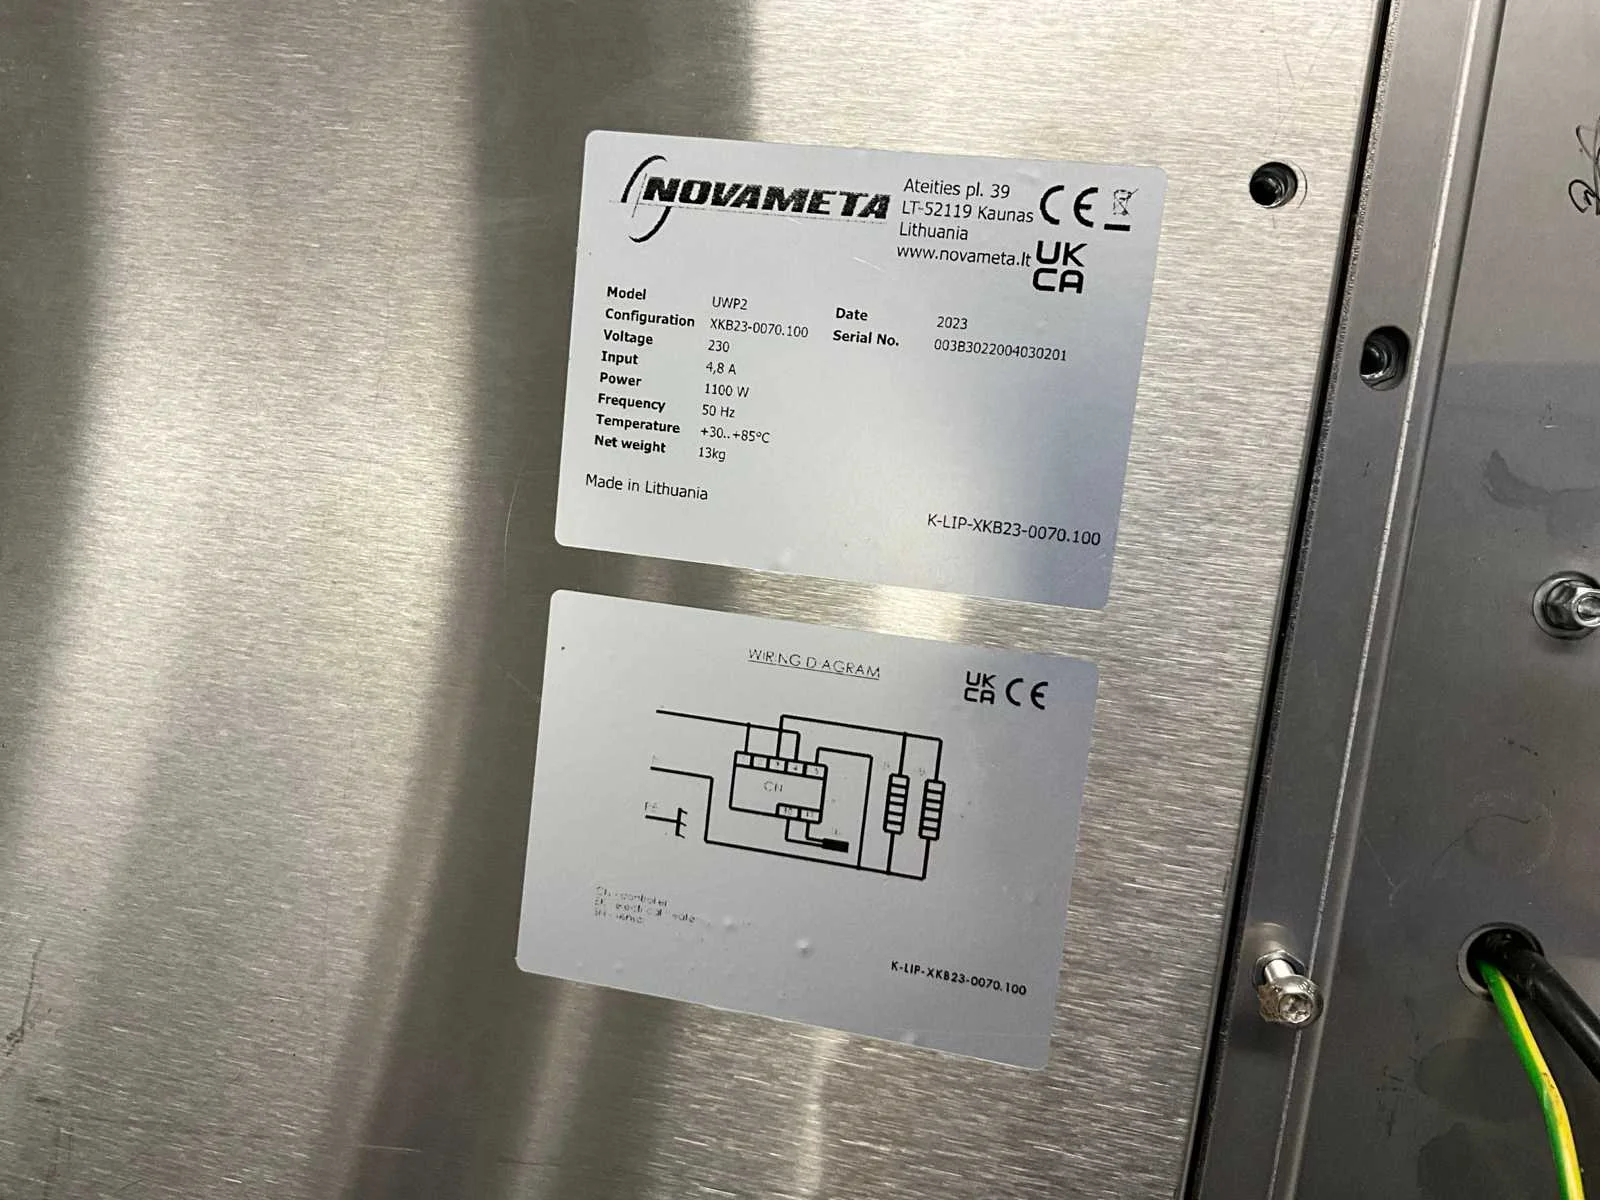 NOVAMETA
Ateities pl. 39
LT-52119 Kaunas
Lithuania
www.novameta.lt
CE
UK
CA
Model UWP2
Configuration XKB23-0070.100
Voltage 230
Input 4,8 A
Power 1100 W
Frequency 50 Hz
Temperature +30..+85°C
Net weight 13kg
Date 2023
Serial No. 003B3022004030201
Made in Lithuania
K-LIP-XKB23-0070.100
WIRING DIAGRAM
UK
CA
CE
CN
PE
controller
K-LIP-XKB23-0070.100